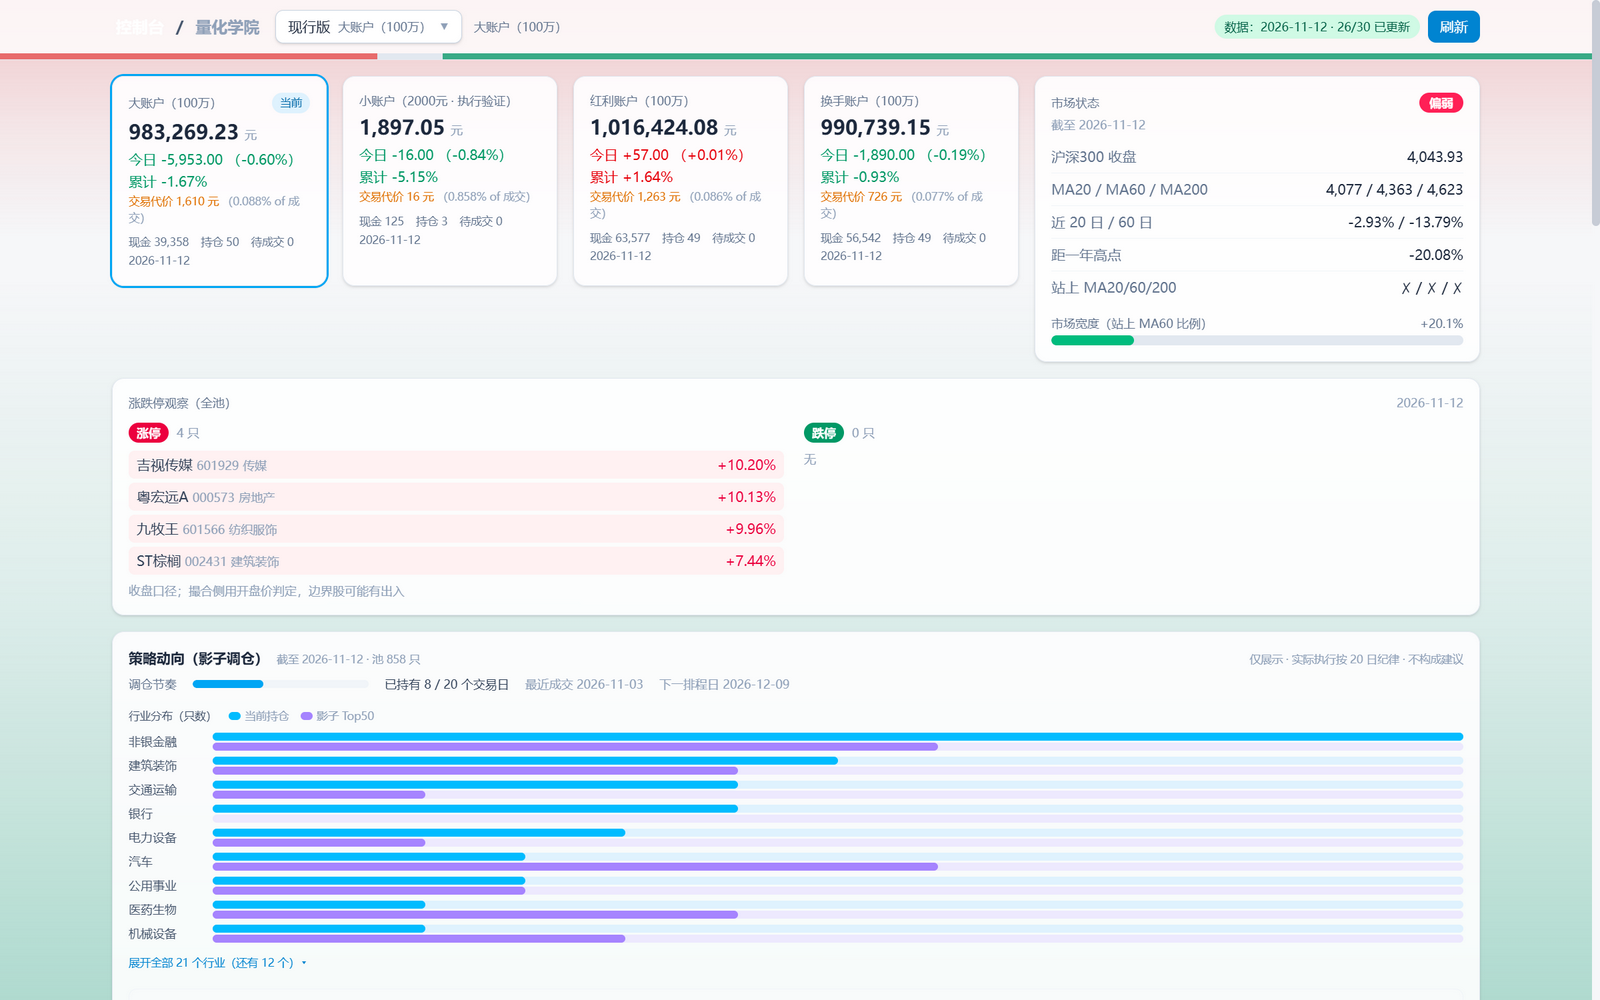 控制台 / 量化学院
现行版 大账户（100万） ▼
大账户（100万）
数据：2026-11-12 · 26/30 已更新
刷新
大账户（100万） 当前
983,269.23 元
今日 -5,953.00 （-0.60%）
累计 -1.67%
交易代价 1,610 元 （0.088% of 成
交）
现金 39,358 持仓 50 待成交 0
2026-11-12
小账户（2000元 · 执行验证）
1,897.05 元
今日 -16.00 （-0.84%）
累计 -5.15%
交易代价 16 元 （0.858% of 成交）
现金 125 持仓 3 待成交 0
2026-11-12
红利账户（100万）
1,016,424.08 元
今日 +57.00 （+0.01%）
累计 +1.64%
交易代价 1,263 元 （0.086% of 成
交）
现金 63,577 持仓 49 待成交 0
2026-11-12
换手账户（100万）
990,739.15 元
今日 -1,890.00 （-0.19%）
累计 -0.93%
交易代价 726 元 （0.077% of 成
交）
现金 56,542 持仓 49 待成交 0
2026-11-12
市场状态 偏弱
截至 2026-11-12
沪深300 收盘 4,043.93
MA20 / MA60 / MA200 4,077 / 4,363 / 4,623
近 20 日 / 60 日 -2.93% / -13.79%
距一年高点 -20.08%
站上 MA20/60/200 ✗ / ✗ / ✗
市场宽度（站上 MA60 比例） +20.1%
涨跌停观察（全池） 2026-11-12
涨停 4 只
吉视传媒 601929 传媒 +10.20%
粤宏远A 000573 房地产 +10.13%
九牧王 601566 纺织服饰 +9.96%
ST棕榈 002431 建筑装饰 +7.44%
跌停 0 只
无
收盘口径；撮合侧用开盘价判定，边界股可能有出入
策略动向（影子调仓） 截至 2026-11-12 · 池 858 只 仅展示 · 实际执行按 20 日纪律 · 不构成建议
调仓节奏 已持有 8 / 20 个交易日 最近成交 2026-11-03 下一排程日 2026-12-09
行业分布（只数） 当前持仓 影子 Top50
非银金融
建筑装饰
交通运输
银行
电力设备
汽车
公用事业
医药生物
机械设备
展开全部 21 个行业（还有 12 个） ▾